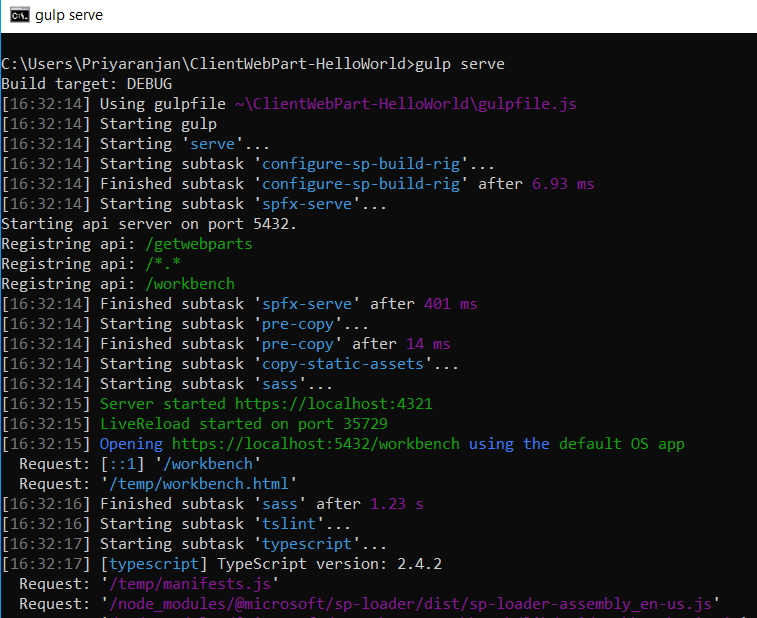 gulp serve
C:\Users\Priyaranjan\ClientWebPart-HelloWorld>gulp serve
Build target: DEBUG
[16:32:14] Using gulpfile ~\ClientWebPart-HelloWorld\gulpfile.js
[16:32:14] Starting gulp
[16:32:14] Starting 'serve'...
[16:32:14] Starting subtask 'configure-sp-build-rig'...
[16:32:14] Finished subtask 'configure-sp-build-rig' after 6.93 ms
[16:32:14] Starting subtask 'spfx-serve'...
Starting api server on port 5432.
Registring api: /getwebparts
Registring api: /*.*
Registring api: /workbench
[16:32:14] Finished subtask 'spfx-serve' after 401 ms
[16:32:14] Starting subtask 'pre-copy'...
[16:32:14] Finished subtask 'pre-copy' after 14 ms
[16:32:14] Starting subtask 'copy-static-assets'...
[16:32:14] Starting subtask 'sass'...
[16:32:15] Server started https://localhost:4321
[16:32:15] LiveReload started on port 35729
[16:32:15] Opening https://localhost:5432/workbench using the default OS app
  Request: [::1] '/workbench'
  Request: '/temp/workbench.html'
[16:32:16] Finished subtask 'sass' after 1.23 s
[16:32:16] Starting subtask 'tslint'...
[16:32:17] Starting subtask 'typescript'...
[16:32:17] [typescript] TypeScript version: 2.4.2
  Request: '/temp/manifests.js'
  Request: '/node_modules/@microsoft/sp-loader/dist/sp-loader-assembly_en-us.js'